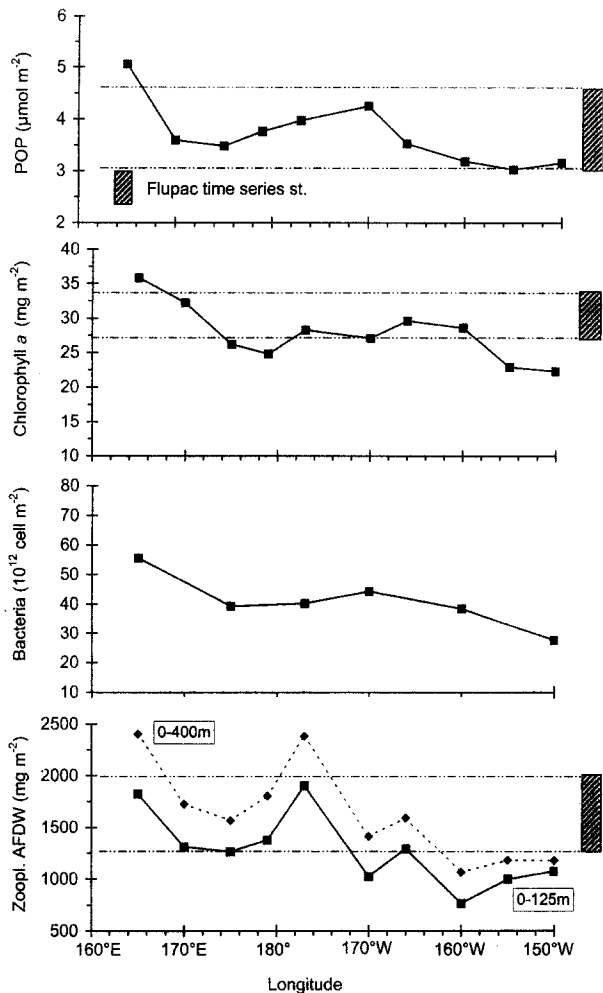 6
5
4
3
2
POP (µmol m-2)
Flupac time series st.
40
35
30
25
20
15
10
Chlorophyll a (mg m-2)
80
70
60
50
40
30
20
10
Bacteria (10^12 cell m-2)
2500
2000
1500
1000
500
Zoopl. AFDW (mg m-2)
0-400m
0-125m
160°E 170°E 180° 170°W 160°W 150°W
Longitude